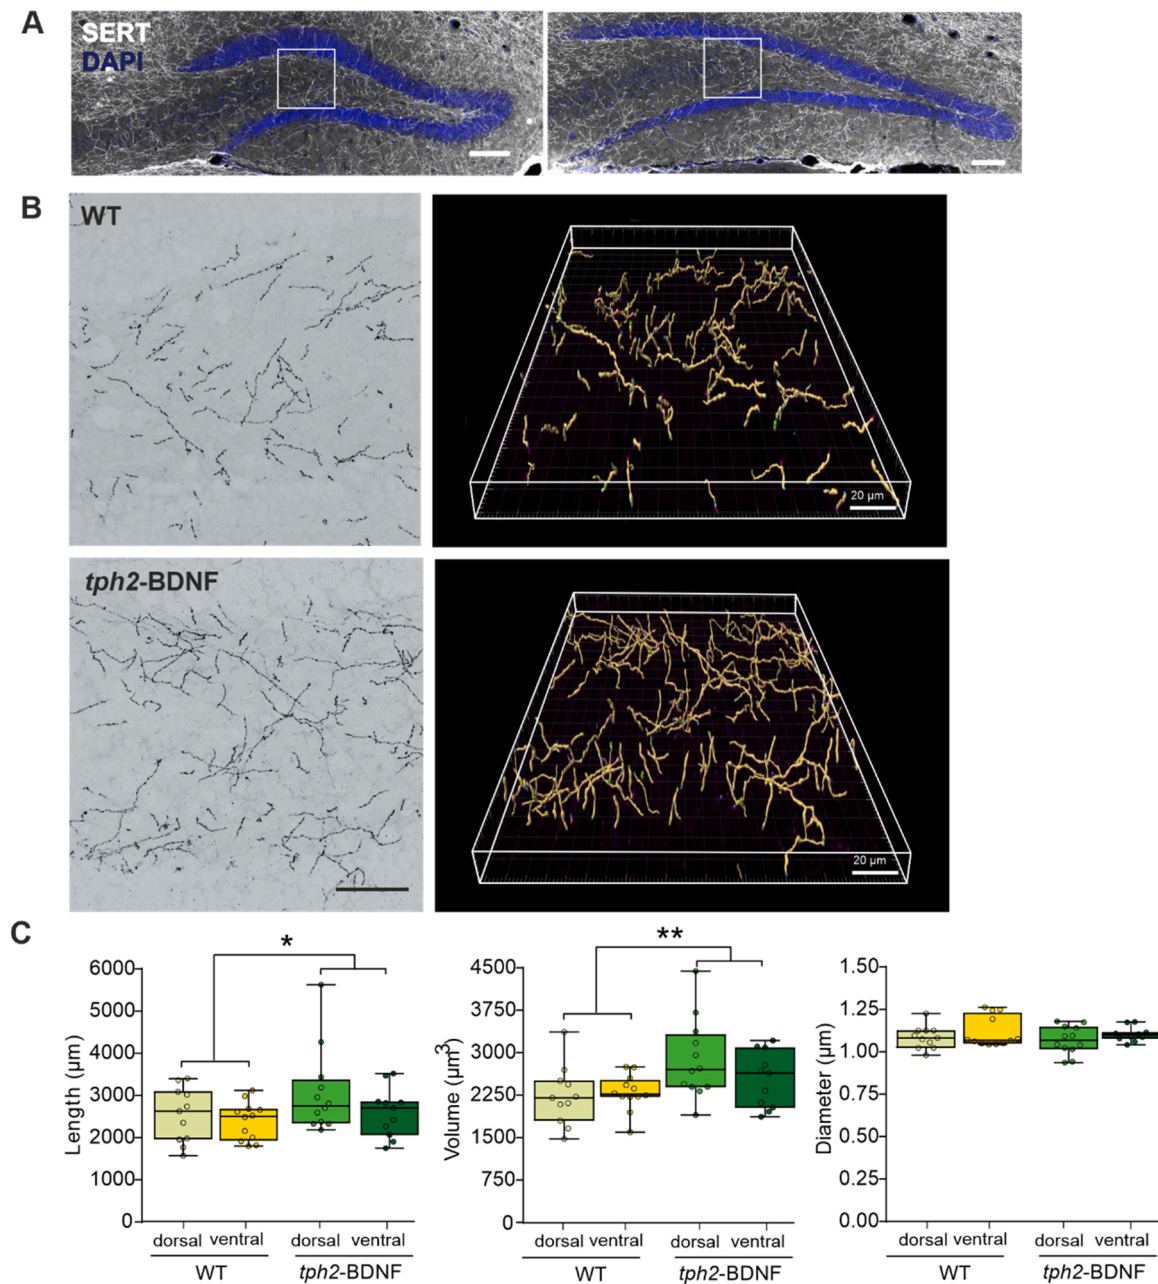 A
SERT
DAPI
B
WT
20 µm
tph2-BDNF
20 µm
C
*
6000
5000
4000
3000
2000
1000
0
Length (µm)
dorsal ventral dorsal ventral
WT tph2-BDNF
**
4500
3750
3000
2250
1500
750
0
Volume (µm³)
dorsal ventral dorsal ventral
WT tph2-BDNF
1.50
1.25
1.00
0.75
0.50
0.25
0.00
Diameter (µm)
dorsal ventral dorsal ventral
WT tph2-BDNF